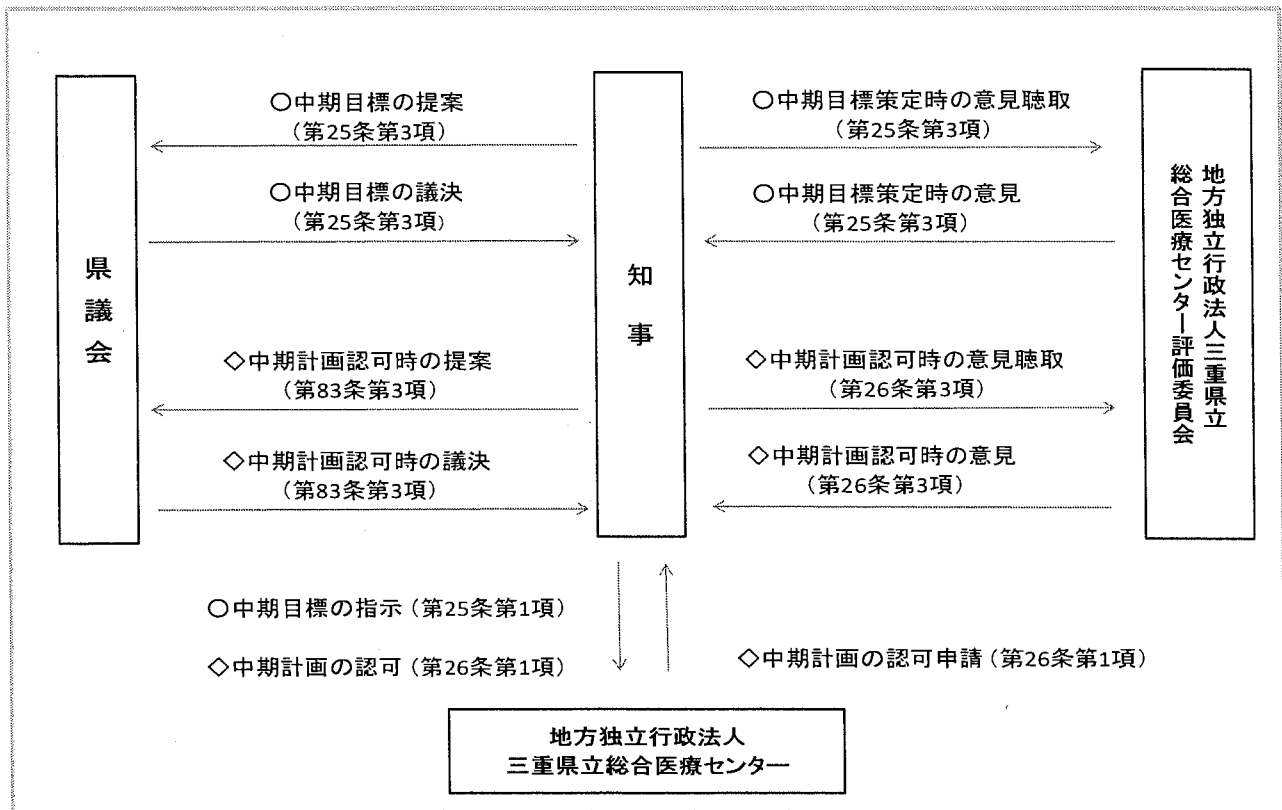 ○中期目標の提案
（第25条第3項）
○中期目標策定時の意見聴取
（第25条第3項）
○中期目標の議決
（第25条第3項）
○中期目標策定時の意見
（第25条第3項）
県議会
知事
地方独立行政法人三重県立
総合医療センター評価委員会
◇中期計画認可時の提案
（第83条第3項）
◇中期計画認可時の意見聴取
（第26条第3項）
◇中期計画認可時の議決
（第83条第3項）
◇中期計画認可時の意見
（第26条第3項）
○中期目標の指示（第25条第1項）
◇中期計画の認可（第26条第1項）
◇中期計画の認可申請（第26条第1項）
地方独立行政法人
三重県立総合医療センター